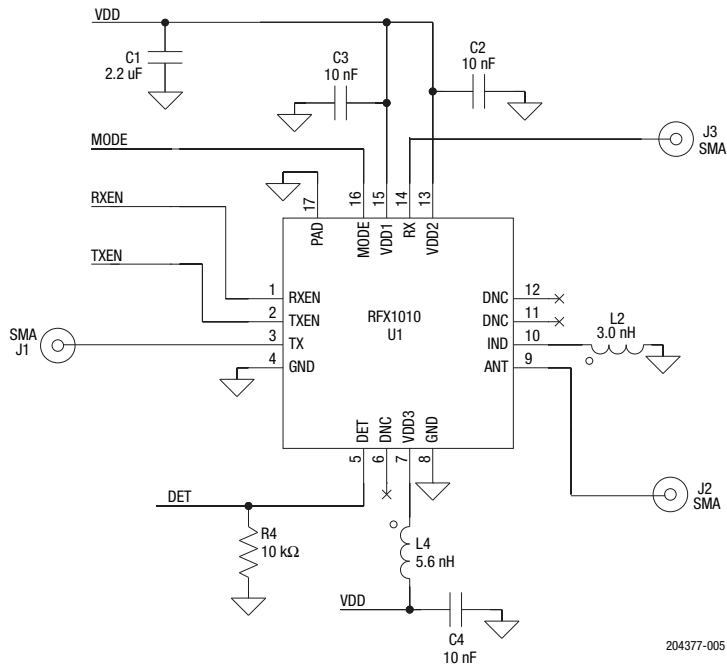 VDD
C1
2.2 uF
C3
10 nF
C2
10 nF
J3
SMA
MODE
RXEN
TXEN
17
16
15
14
13
PAD
MODE
VDD1
RX
VDD2
SMA
J1
1
2
3
4
RXEN
TXEN
TX
GND
RFX1010
U1
DNC
DNC
IND
ANT
12
11
10
9
L2
3.0 nH
DET
DNC
VDD3
GND
5
6
7
8
J2
SMA
DET
R4
10 kΩ
L4
5.6 nH
VDD
C4
10 nF
204377-005